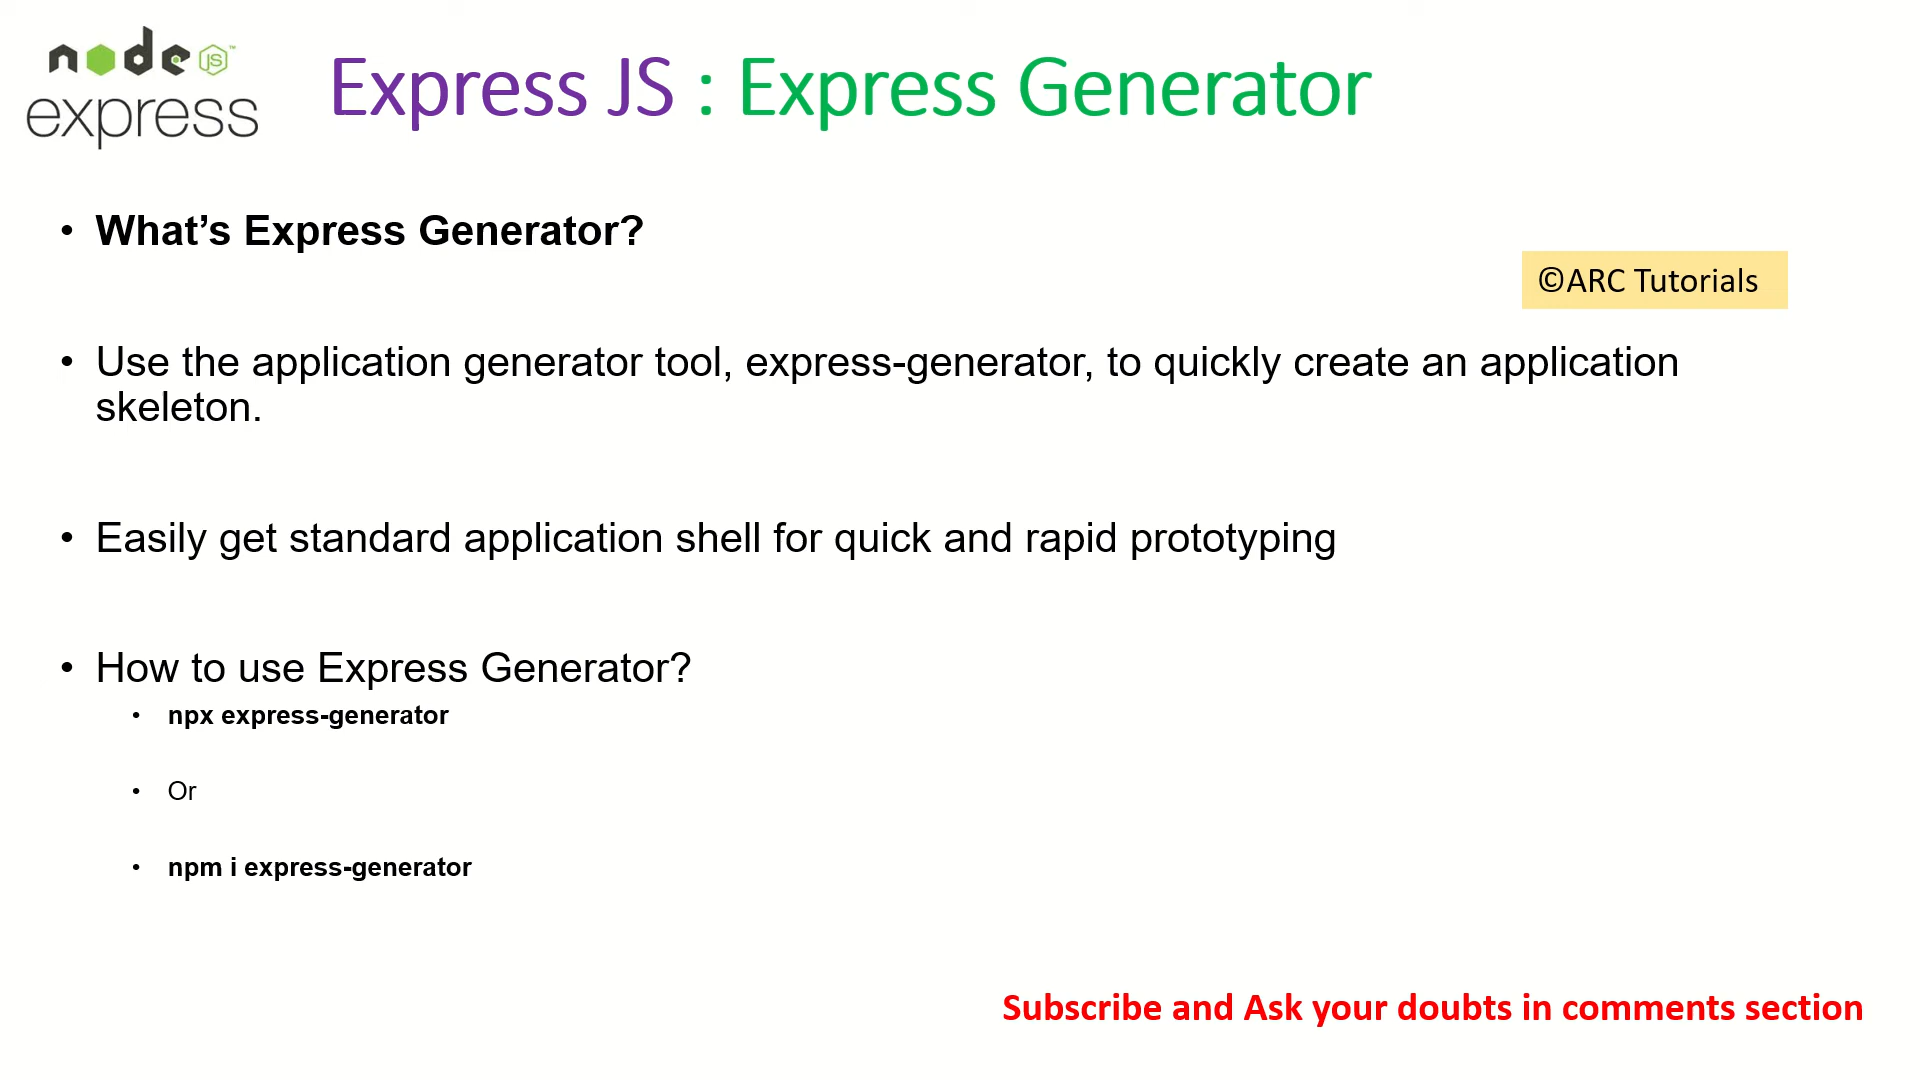 node JS ™
express
Express JS : Express Generator
• What’s Express Generator?
©ARC Tutorials
• Use the application generator tool, express-generator, to quickly create an application
skeleton.
• Easily get standard application shell for quick and rapid prototyping
• How to use Express Generator?
• npx express-generator
• Or
• npm i express-generator
Subscribe and Ask your doubts in comments section